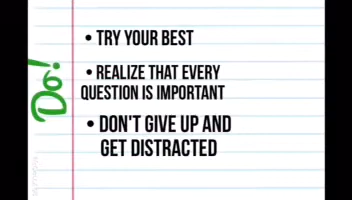 Do!
• TRY YOUR BEST
• REALIZE THAT EVERY
QUESTION IS IMPORTANT
• DON'T GIVE UP AND
GET DISTRACTED